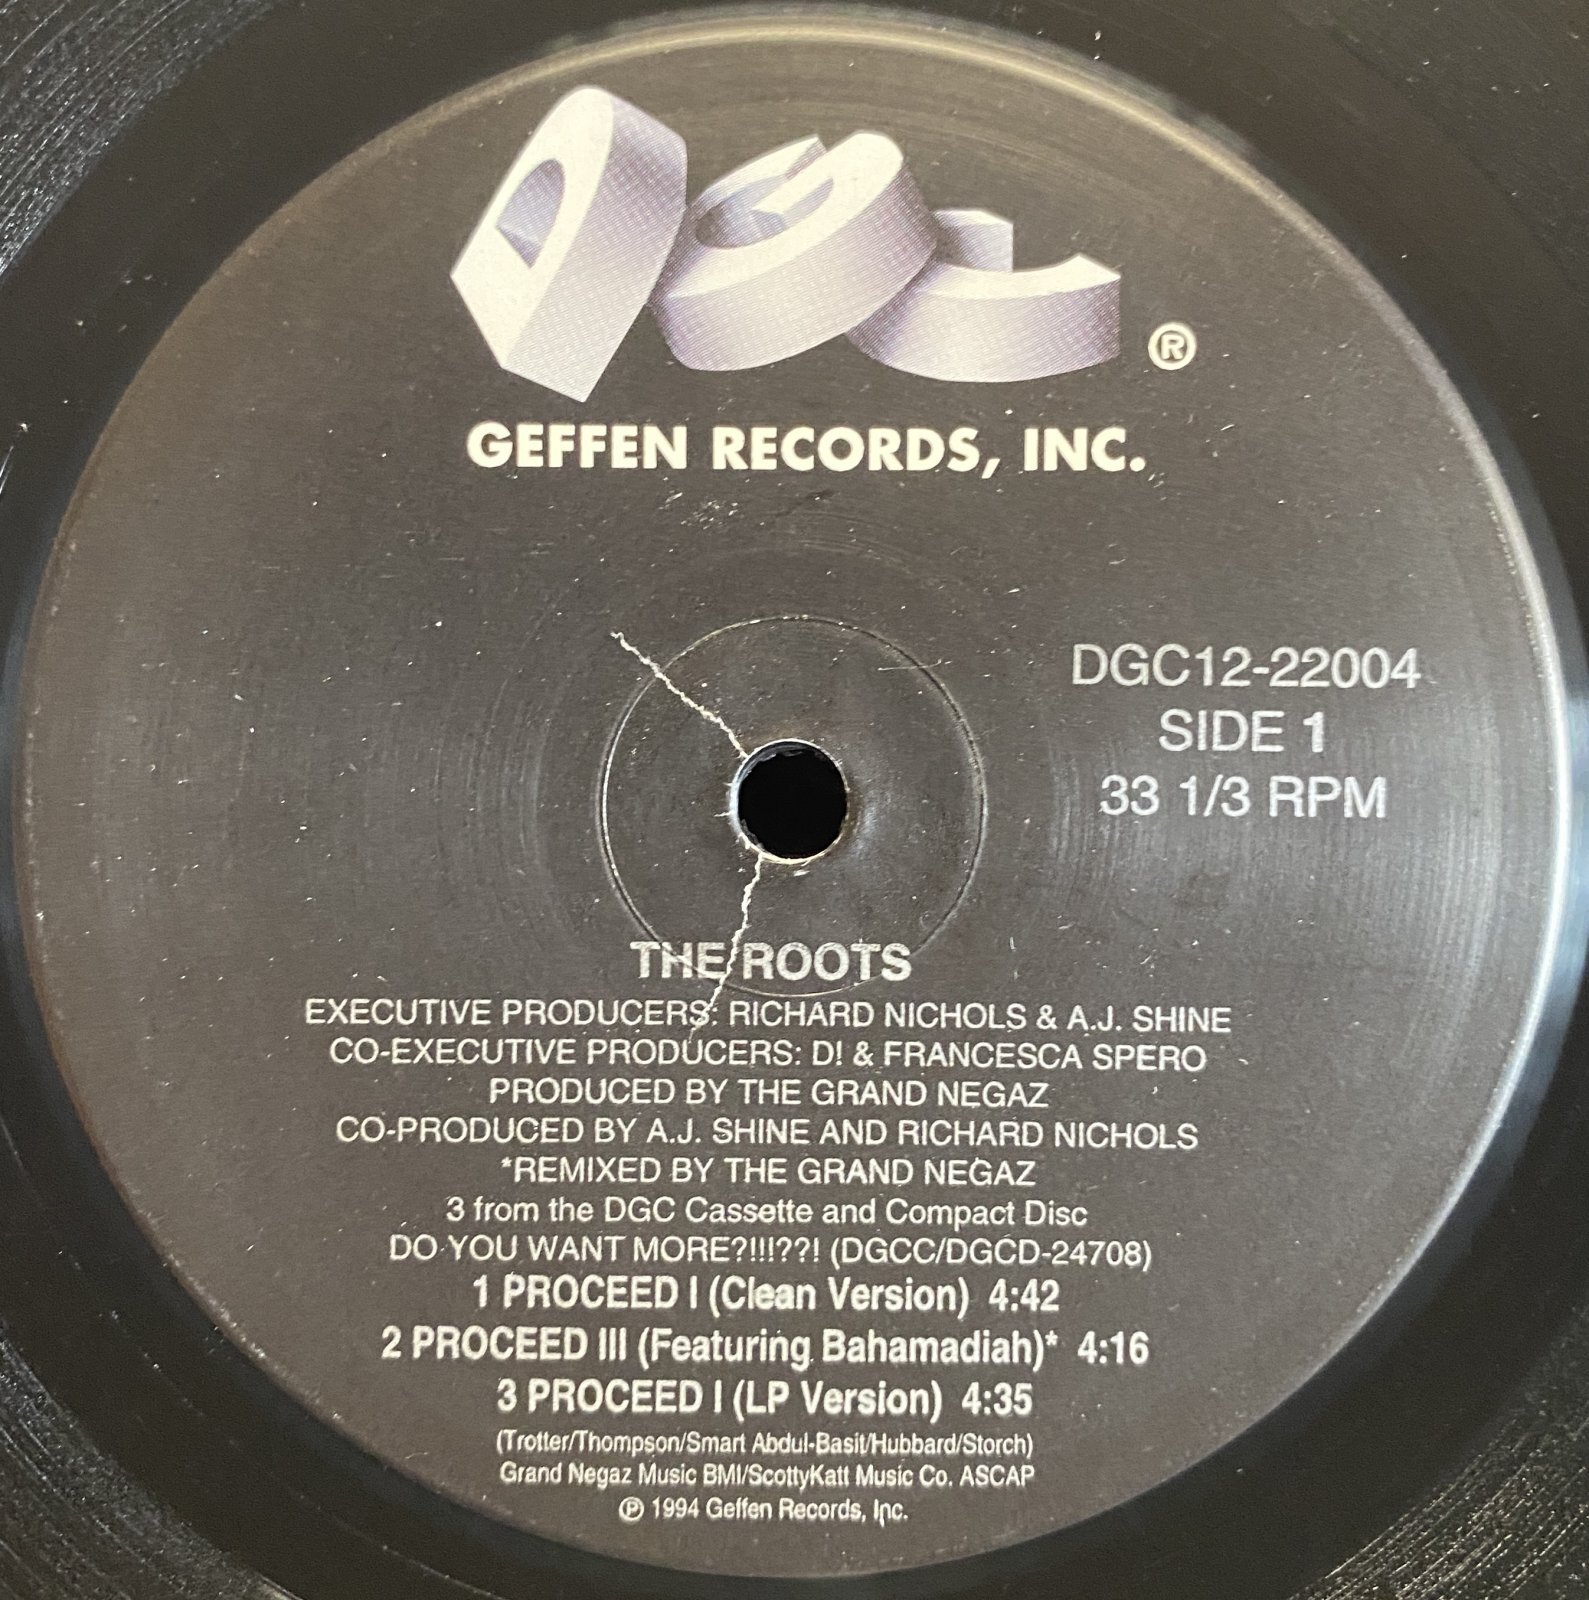 DGC ®
GEFFEN RECORDS, INC.
DGC12-22004
SIDE 1
33 1/3 RPM
THE ROOTS
EXECUTIVE PRODUCERS: RICHARD NICHOLS & A.J. SHINE
CO-EXECUTIVE PRODUCERS: D! & FRANCESCA SPERO
PRODUCED BY THE GRAND NEGAZ
CO-PRODUCED BY A.J. SHINE AND RICHARD NICHOLS
*REMIXED BY THE GRAND NEGAZ
3 from the DGC Cassette and Compact Disc
DO YOU WANT MORE?!!!??! (DGCC/DGCD-24708)
1 PROCEED I (Clean Version) 4:42
2 PROCEED III (Featuring Bahamadiah)* 4:16
3 PROCEED I (LP Version) 4:35
(Trotter/Thompson/Smart Abdul-Basit/Hubbard/Storch)
Grand Negaz Music BMI/ScottyKatt Music Co. ASCAP
℗ 1994 Geffen Records, Inc.